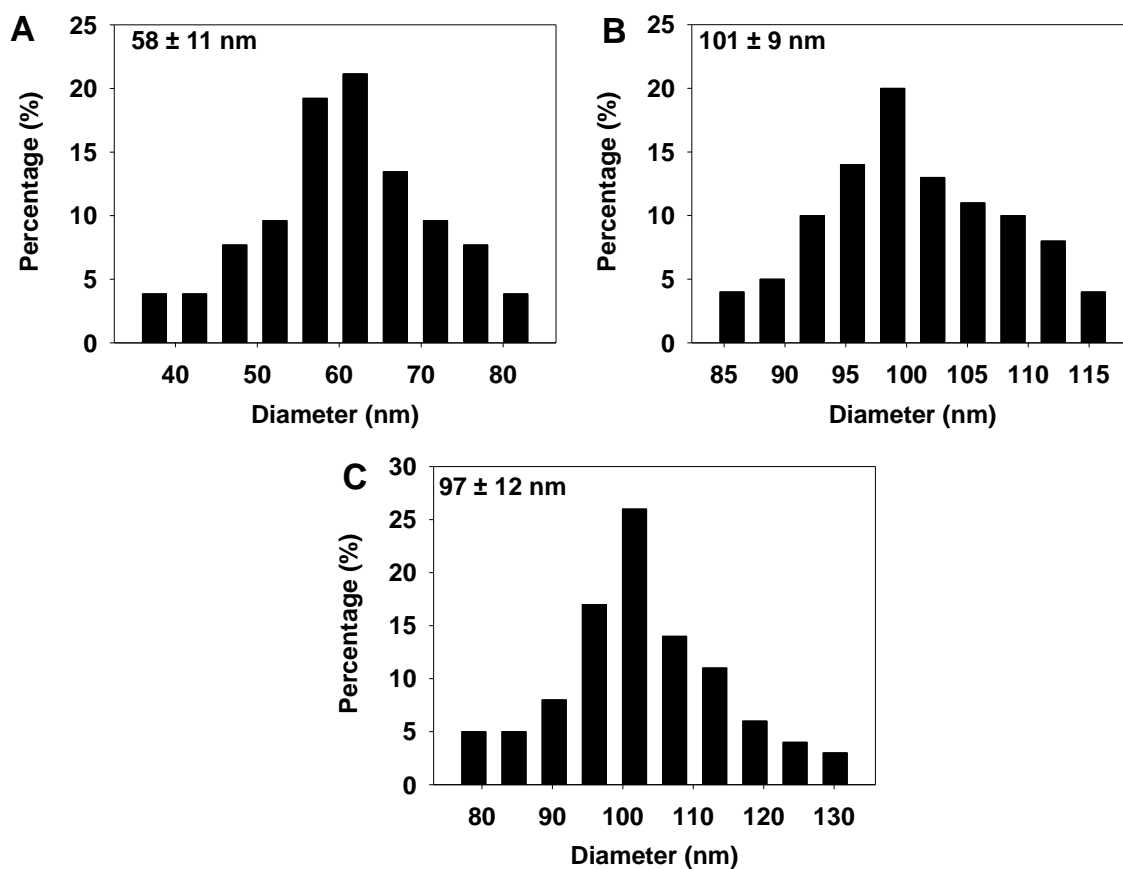 A
58 ± 11 nm
25
20
15
10
5
0
Percentage (%)
40 50 60 70 80
Diameter (nm)
B
101 ± 9 nm
25
20
15
10
5
0
Percentage (%)
85 90 95 100 105 110 115
Diameter (nm)
C
97 ± 12 nm
30
25
20
15
10
5
0
Percentage (%)
80 90 100 110 120 130
Diameter (nm)